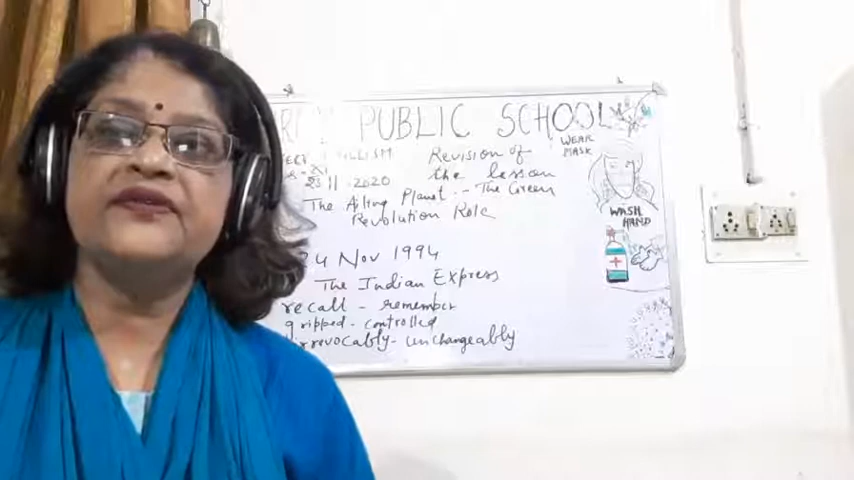 PUBLIC SCHOOL
WEAR
MASK
Revision of
the lesson
2020
The Ailing Planet -- The Green
Revolution Role
WASH
HAND
24 Nov 1994
The Indian Express
recall - remember
gripped - controlled
irrevocably - unchangeably